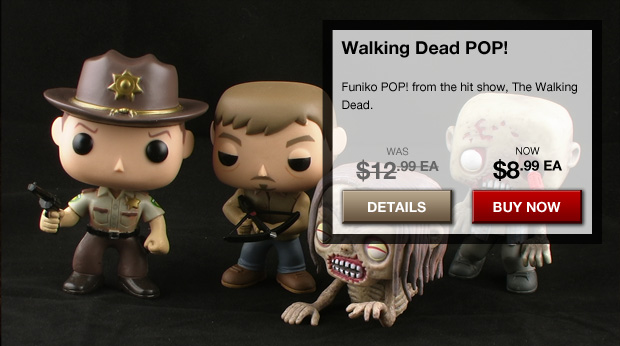 Walking Dead POP!
Funiko POP! from the hit show, The Walking
Dead.
WAS
$12.99 EA
NOW
$8.99 EA
DETAILS
BUY NOW